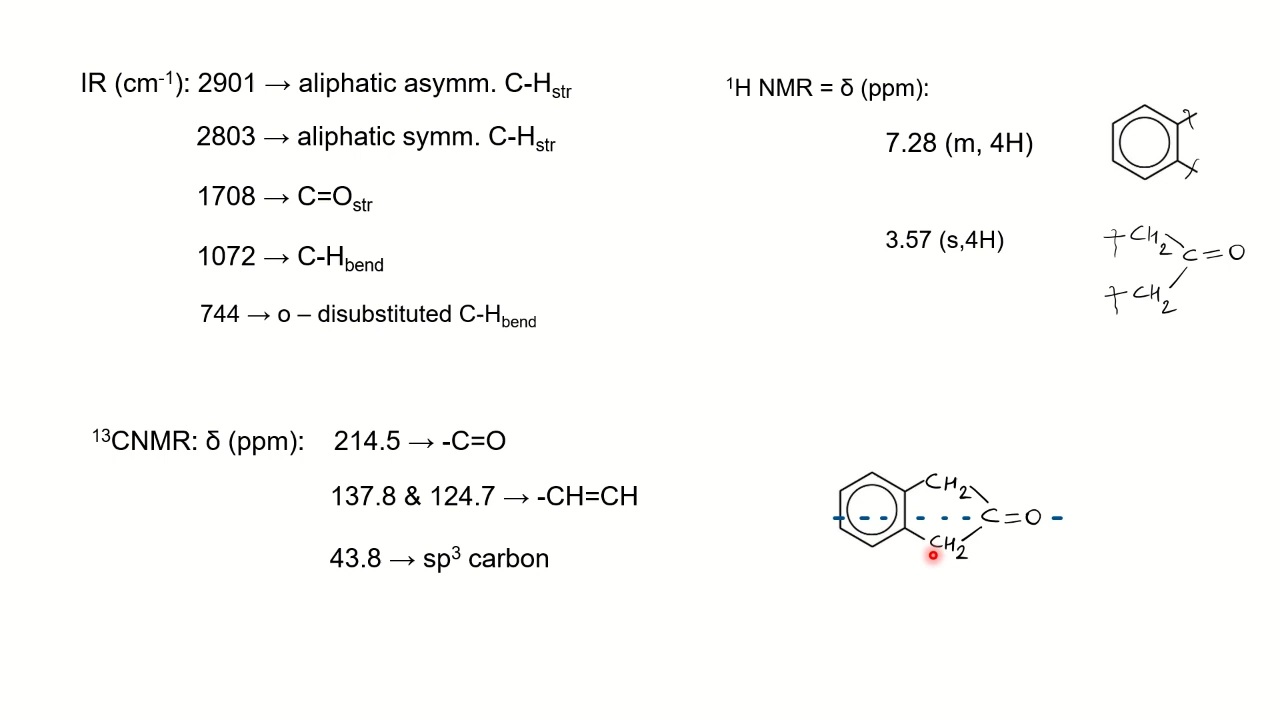 IR (cm⁻¹): 2901 → aliphatic asymm. C-Hstr
2803 → aliphatic symm. C-Hstr
1708 → C=Ostr
1072 → C-Hbend
744 → o – disubstituted C-Hbend
¹H NMR = δ (ppm):
7.28 (m, 4H)
3.57 (s,4H)
CH₂
C=O
CH₂
¹³CNMR: δ (ppm): 214.5 → -C=O
137.8 & 124.7 → -CH=CH
43.8 → sp³ carbon
CH₂
C=O
CH₂